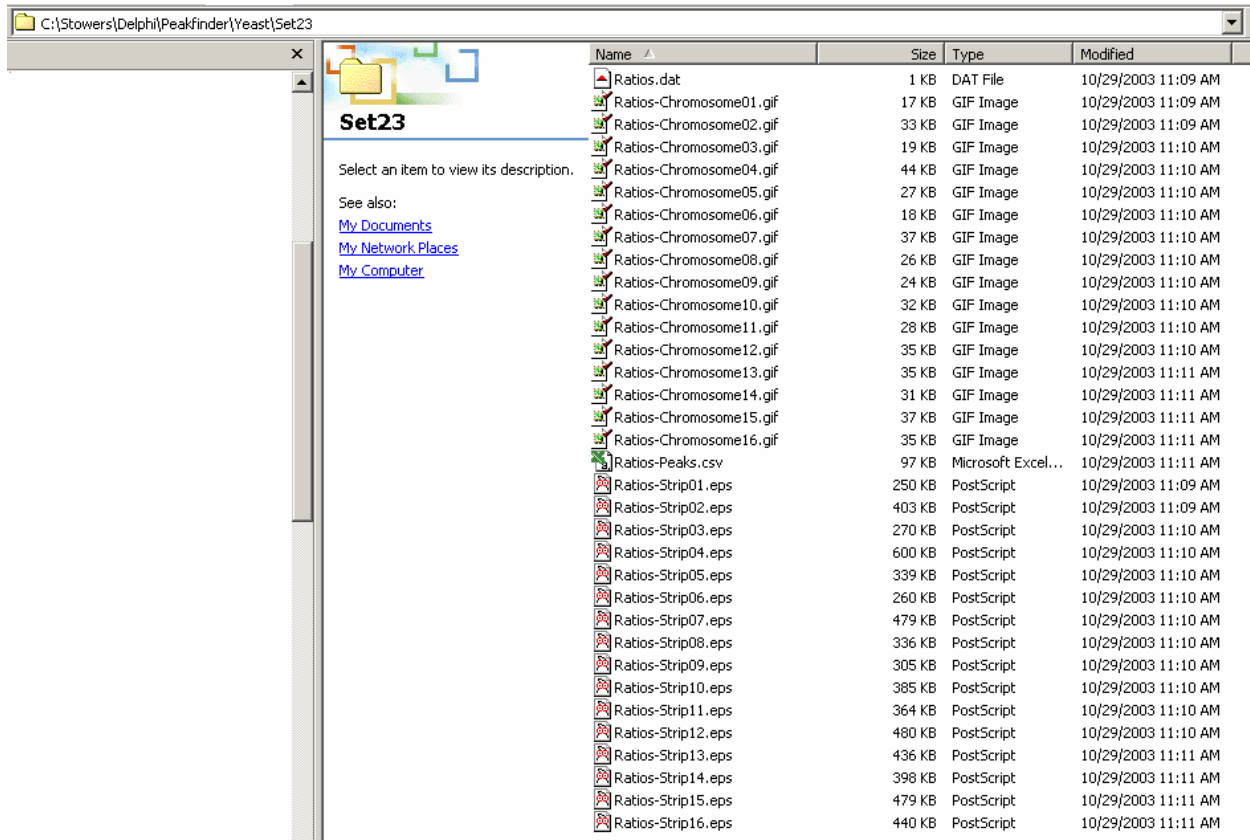 C:\Stowers\Delphi\Peakfinder\Yeast\Set23
Set23
Select an item to view its description.
See also:
My Documents
My Network Places
My Computer
Name Size Type Modified
Ratios.dat 1 KB DAT File 10/29/2003 11:09 AM
Ratios-Chromosome01.gif 17 KB GIF Image 10/29/2003 11:09 AM
Ratios-Chromosome02.gif 33 KB GIF Image 10/29/2003 11:09 AM
Ratios-Chromosome03.gif 19 KB GIF Image 10/29/2003 11:10 AM
Ratios-Chromosome04.gif 44 KB GIF Image 10/29/2003 11:10 AM
Ratios-Chromosome05.gif 27 KB GIF Image 10/29/2003 11:10 AM
Ratios-Chromosome06.gif 18 KB GIF Image 10/29/2003 11:10 AM
Ratios-Chromosome07.gif 37 KB GIF Image 10/29/2003 11:10 AM
Ratios-Chromosome08.gif 26 KB GIF Image 10/29/2003 11:10 AM
Ratios-Chromosome09.gif 24 KB GIF Image 10/29/2003 11:10 AM
Ratios-Chromosome10.gif 32 KB GIF Image 10/29/2003 11:10 AM
Ratios-Chromosome11.gif 28 KB GIF Image 10/29/2003 11:10 AM
Ratios-Chromosome12.gif 35 KB GIF Image 10/29/2003 11:10 AM
Ratios-Chromosome13.gif 35 KB GIF Image 10/29/2003 11:11 AM
Ratios-Chromosome14.gif 31 KB GIF Image 10/29/2003 11:11 AM
Ratios-Chromosome15.gif 37 KB GIF Image 10/29/2003 11:11 AM
Ratios-Chromosome16.gif 35 KB GIF Image 10/29/2003 11:11 AM
Ratios-Peaks.csv 97 KB Microsoft Excel... 10/29/2003 11:11 AM
Ratios-Strip01.eps 250 KB PostScript 10/29/2003 11:09 AM
Ratios-Strip02.eps 403 KB PostScript 10/29/2003 11:09 AM
Ratios-Strip03.eps 270 KB PostScript 10/29/2003 11:10 AM
Ratios-Strip04.eps 600 KB PostScript 10/29/2003 11:10 AM
Ratios-Strip05.eps 339 KB PostScript 10/29/2003 11:10 AM
Ratios-Strip06.eps 260 KB PostScript 10/29/2003 11:10 AM
Ratios-Strip07.eps 479 KB PostScript 10/29/2003 11:10 AM
Ratios-Strip08.eps 336 KB PostScript 10/29/2003 11:10 AM
Ratios-Strip09.eps 305 KB PostScript 10/29/2003 11:10 AM
Ratios-Strip10.eps 385 KB PostScript 10/29/2003 11:10 AM
Ratios-Strip11.eps 364 KB PostScript 10/29/2003 11:10 AM
Ratios-Strip12.eps 480 KB PostScript 10/29/2003 11:10 AM
Ratios-Strip13.eps 436 KB PostScript 10/29/2003 11:11 AM
Ratios-Strip14.eps 398 KB PostScript 10/29/2003 11:11 AM
Ratios-Strip15.eps 479 KB PostScript 10/29/2003 11:11 AM
Ratios-Strip16.eps 440 KB PostScript 10/29/2003 11:11 AM